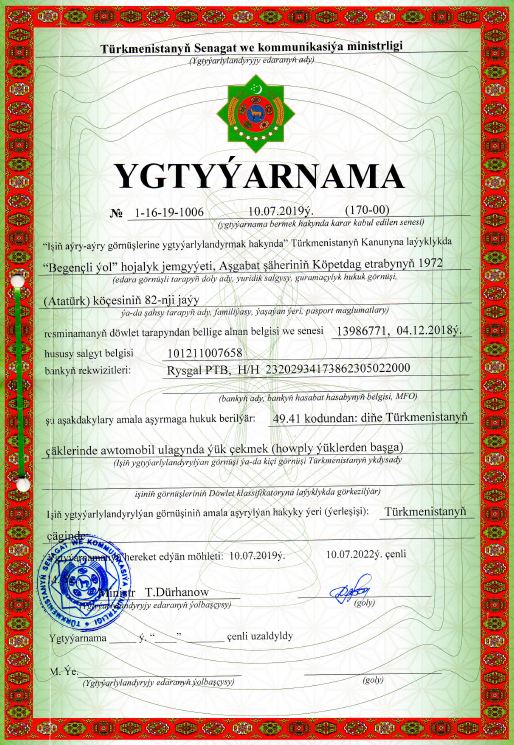 Türkmenistanyň Senagat we kommunikasiýa ministrligi
(Ygtyýarlylandyryjy edaranyň ady)
YGTYÝARNAMA
№ 1-16-19-1006 10.07.2019ý. (170-00)
(ygtyýarnama bermek hakynda karar kabul edilen senesi)
"Işiň aýry-aýry görnüşlerine ygtyýarlylandyrmak hakynda" Türkmenistanyň Kanunyna laýyklykda
"Begençli ýol" hojalyk jemgyýeti, Aşgabat şäheriniň Köpetdag etrabynyň 1972
(edara görnüşli tarapyň doly ady, ýuridik salgysy, guramaçylyk hukuk görnüşi,
(Atatürk) köçesiniň 82-nji jaýy
ýa-da şahsy tarapyň ady, familiýasy, ýaşaýan ýeri, pasport maglumatlary)
resminamanyň döwlet tarapyndan bellige alnan belgisi we senesi 13986771, 04.12.2018ý.
hususy salgyt belgisi 101211007658
bankyň rekwizitleri: Rysgal PTB, H/H 23202934173862305022000
(bankyň ady, bankyň hasabat hasabynyň belgisi, MFO)
şu aşakdakylary amala aşyrmaga hukuk berilýär: 49.41 kodundan: diňe Türkmenistanyň
çäklerinde awtomobil ulagynda ýük çekmek (howply ýüklerden başga)
(Işiň ygtyýarlylandyrylýan görnüşi ýa-da kiçi görnüşi Türkmenistanyň ykdysady
işiniň görnüşleriniň Döwlet klassifikatoryna laýyklykda görkezilýär)
Işiň ygtyýarlylandyrylýan görnüşiniň amala aşyrylýan hakyky ýeri (ýerleşişi): Türkmenistanyň
çäginde
Ygtyýarnamanyň hereket edýän möhleti: 10.07.2019ý. 10.07.2022ý. çenli
Ministr T.Dürhanow
(Ygtyýarlylandyryjy edaranyň ýolbaşçysy) (goly)
TÜRKMENISTANYŇ SENAGAT WE KOMMUNIKASIÝA MINISTRLIGI
Ygtyýarnama ______ ý. "____" ________ çenli uzaldyldy
M. Ýe.
(Ygtyýarlylandyryjy edaranyň ýolbaşçysy) (goly)